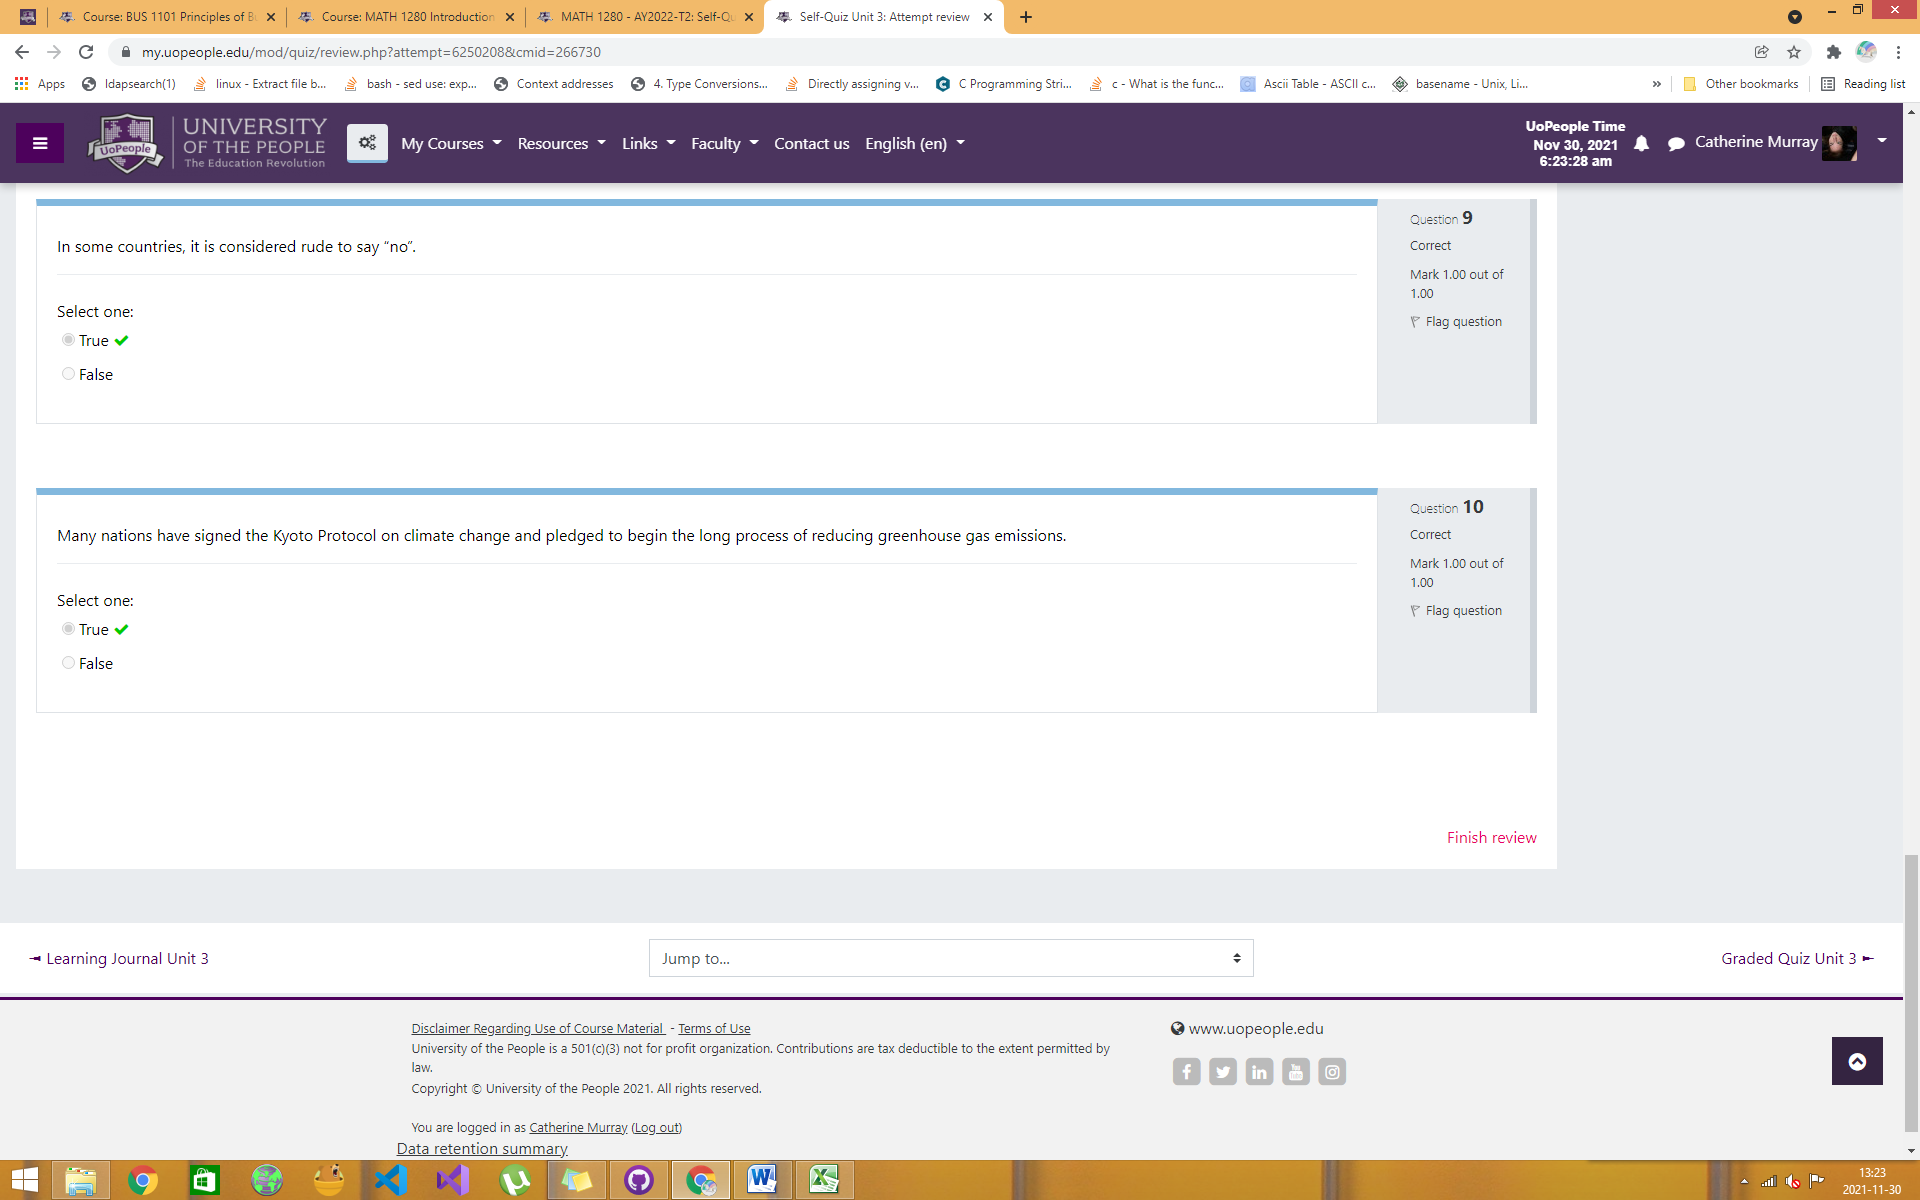 Course: BUS 1101 Principles of B
Course: MATH 1280 Introduction
MATH 1280 - AY2022-T2: Self-Qu
Self-Quiz Unit 3: Attempt review
my.uopeople.edu/mod/quiz/review.php?attempt=6250208&cmid=266730
Apps
ldapsearch(1)
linux - Extract file b...
bash - sed use: exp...
Context addresses
4. Type Conversions...
Directly assigning v...
C Programming Stri...
c - What is the func...
Ascii Table - ASCII c...
basename - Unix, Li...
»
Other bookmarks
Reading list
UoPeople
UNIVERSITY
OF THE PEOPLE
The Education Revolution
My Courses
Resources
Links
Faculty
Contact us
English (en)
UoPeople Time
Nov 30, 2021
6:23:28 am
Catherine Murray
In some countries, it is considered rude to say “no”.
Select one:
True
False
Question 9
Correct
Mark 1.00 out of
1.00
Flag question
Many nations have signed the Kyoto Protocol on climate change and pledged to begin the long process of reducing greenhouse gas emissions.
Select one:
True
False
Question 10
Correct
Mark 1.00 out of
1.00
Flag question
Finish review
Learning Journal Unit 3
Jump to...
Graded Quiz Unit 3
Disclaimer Regarding Use of Course Material - Terms of Use
University of the People is a 501(c)(3) not for profit organization. Contributions are tax deductible to the extent permitted by
law.
Copyright © University of the People 2021. All rights reserved.
You are logged in as Catherine Murray (Log out)
Data retention summary
www.uopeople.edu
13:23
2021-11-30